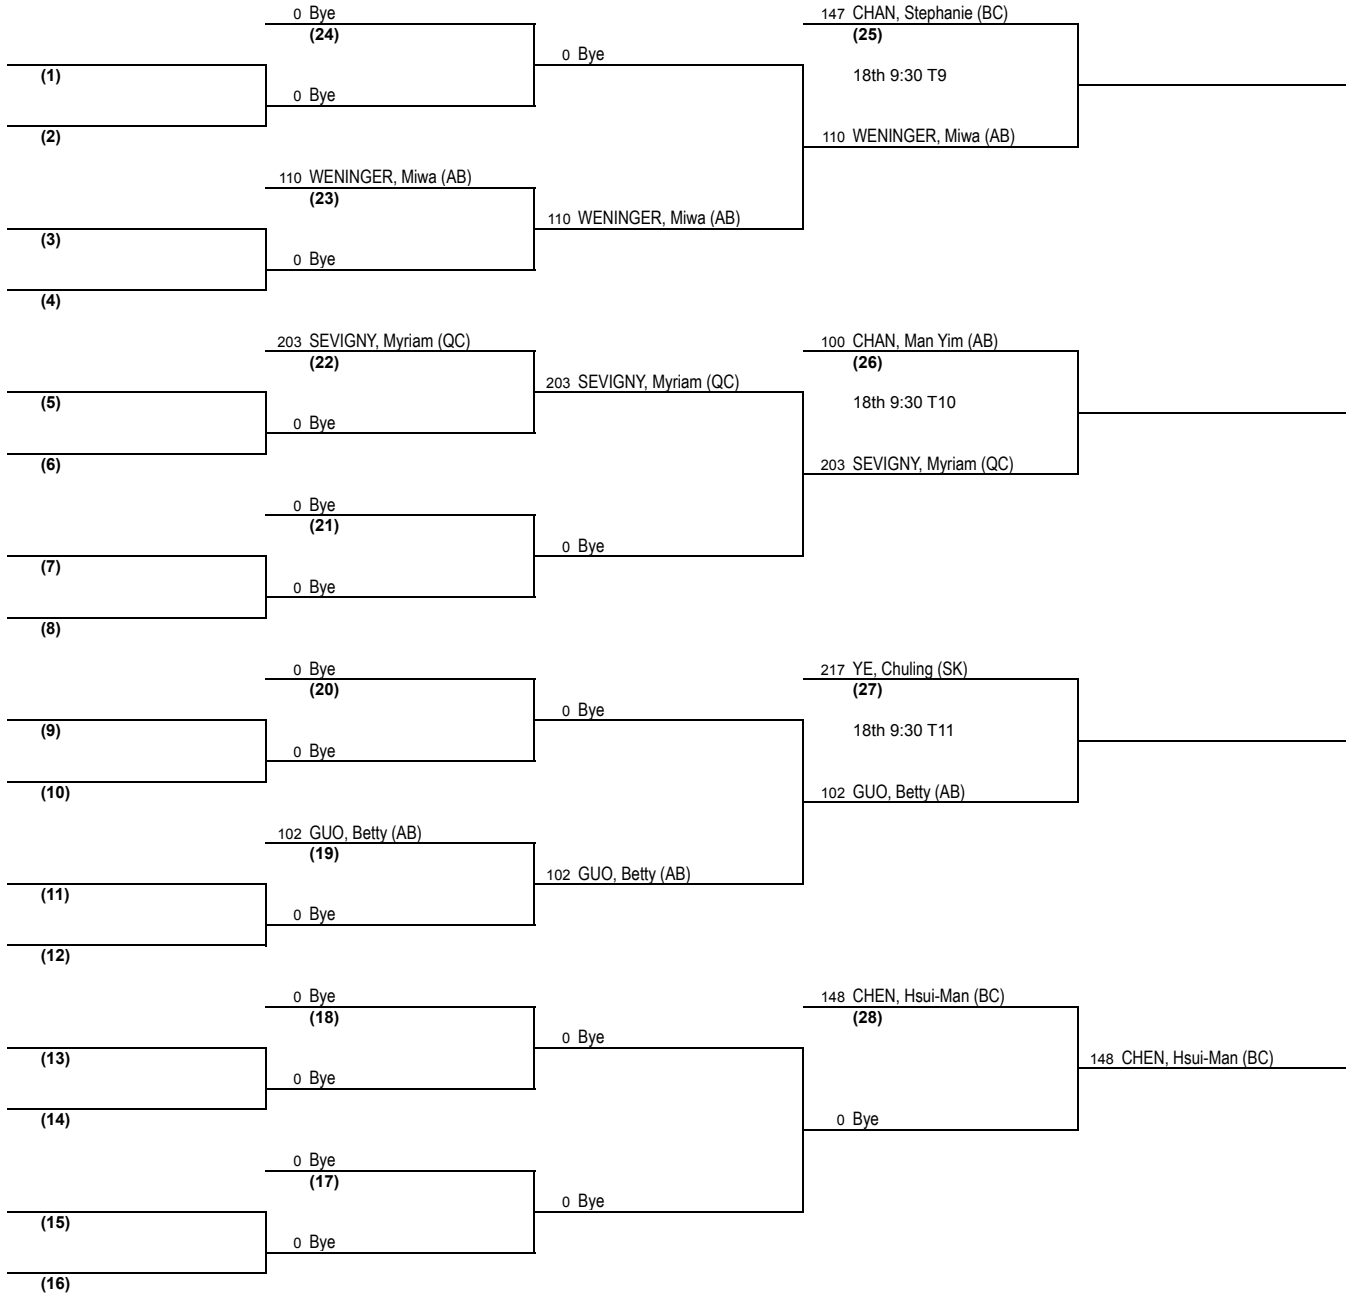 0 Bye
(24)
(1)
0 Bye
0 Bye
(2)
147 CHAN, Stephanie (BC)
(25)
18th 9:30 T9
110 WENINGER, Miwa (AB)
110 WENINGER, Miwa (AB)
(23)
110 WENINGER, Miwa (AB)
(3)
0 Bye
(4)
203 SEVIGNY, Myriam (QC)
(22)
203 SEVIGNY, Myriam (QC)
(5)
0 Bye
(6)
100 CHAN, Man Yim (AB)
(26)
18th 9:30 T10
203 SEVIGNY, Myriam (QC)
0 Bye
(21)
0 Bye
(7)
0 Bye
(8)
0 Bye
(20)
0 Bye
(9)
0 Bye
(10)
217 YE, Chuling (SK)
(27)
18th 9:30 T11
102 GUO, Betty (AB)
102 GUO, Betty (AB)
(19)
102 GUO, Betty (AB)
(11)
0 Bye
(12)
0 Bye
(18)
0 Bye
(13)
0 Bye
(14)
148 CHEN, Hsui-Man (BC)
(28)
148 CHEN, Hsui-Man (BC)
0 Bye
0 Bye
(17)
0 Bye
(15)
0 Bye
(16)